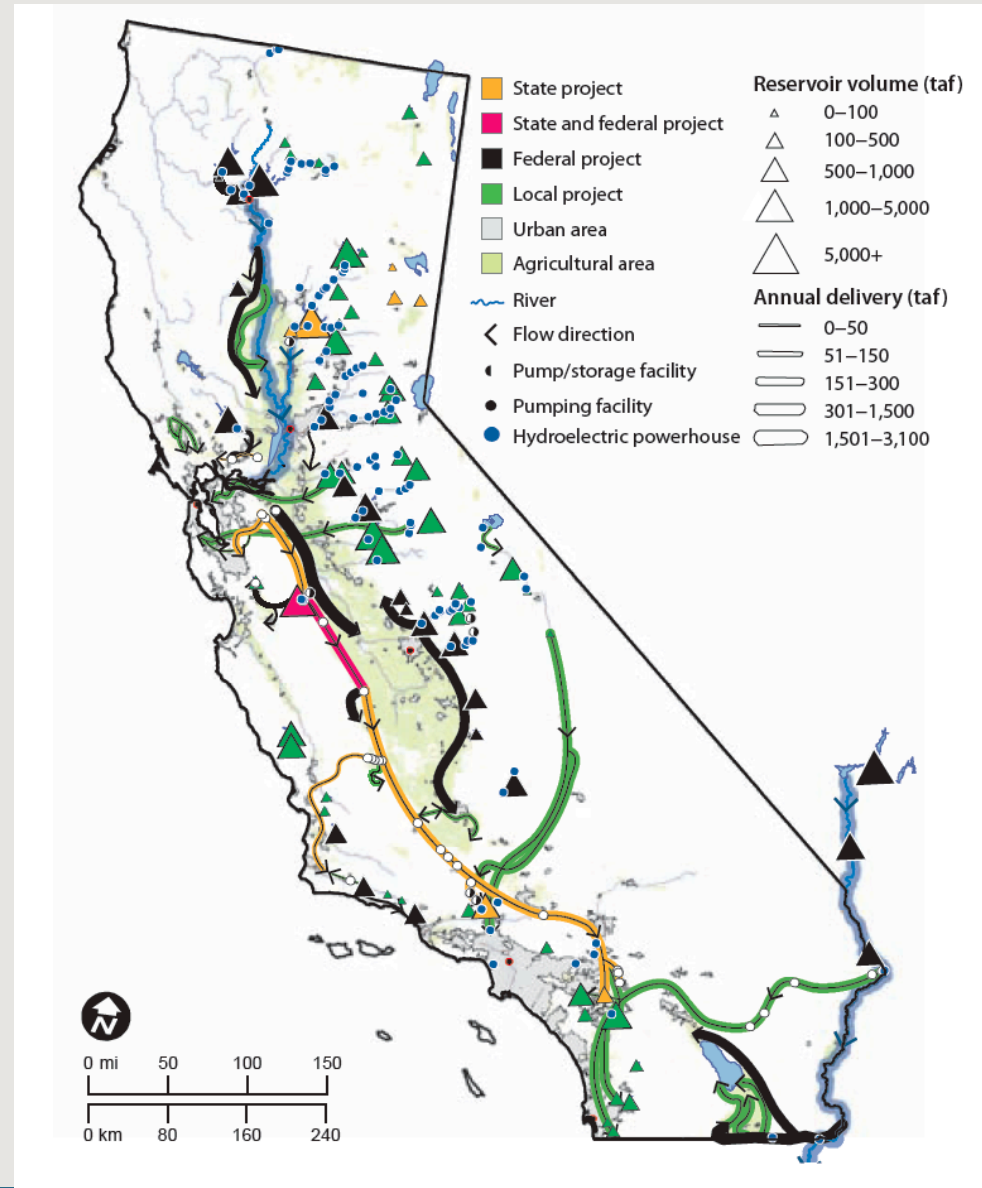 State project
State and federal project
Federal project
Local project
Urban area
Agricultural area
River
Flow direction
Pump/storage facility
Pumping facility
Hydroelectric powerhouse
Reservoir volume (taf)
0–100
100–500
500–1,000
1,000–5,000
5,000+
Annual delivery (taf)
0–50
51–150
151–300
301–1,500
1,501–3,100
N
0 mi 50 100 150
0 km 80 160 240